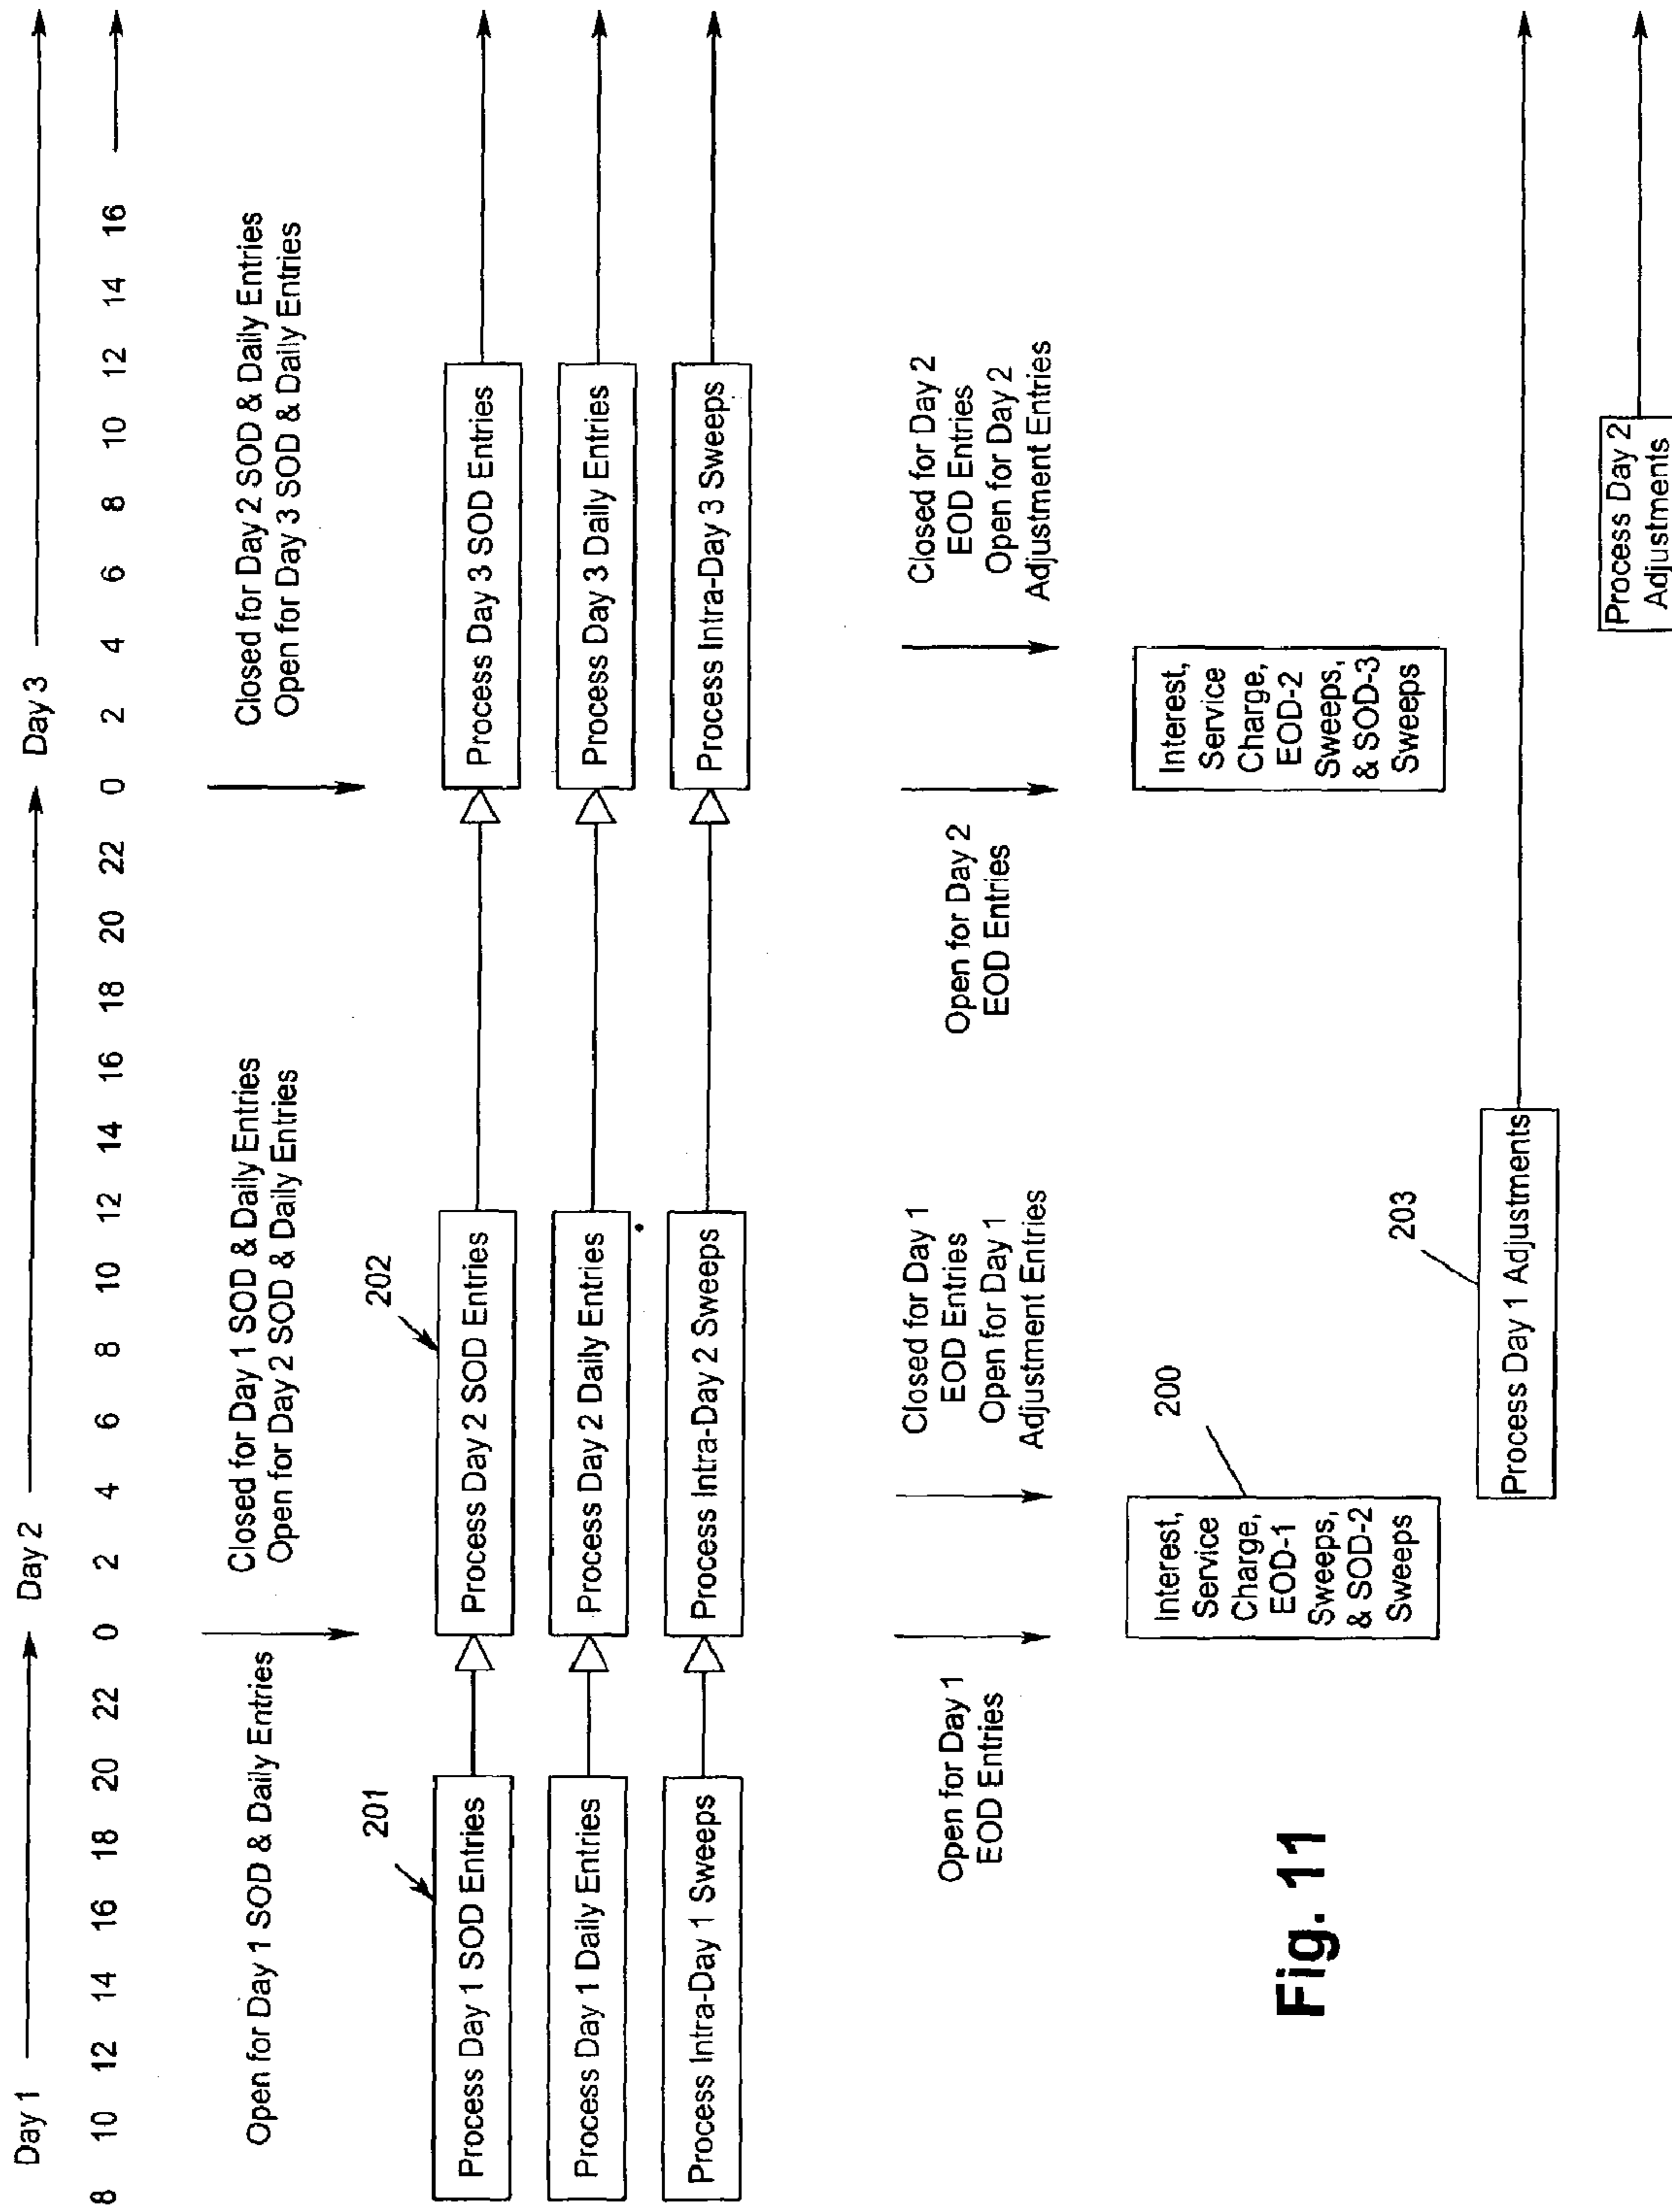 Day 1
Day 2
Day 3
8 10 12 14 16 18 20 22 0 2 4 6 8 10 12 14 16 18 20 22 0 2 4 6 8 10 12 14 16
Open for Day 1 SOD & Daily Entries
Closed for Day 1 SOD & Daily Entries
Open for Day 2 SOD & Daily Entries
Closed for Day 2 SOD & Daily Entries
Open for Day 3 SOD & Daily Entries
201
202
Process Day 1 SOD Entries
Process Day 2 SOD Entries
Process Day 3 SOD Entries
Process Day 1 Daily Entries
Process Day 2 Daily Entries
Process Day 3 Daily Entries
Process Intra-Day 1 Sweeps
Process Intra-Day 2 Sweeps
Process Intra-Day 3 Sweeps
Open for Day 1
EOD Entries
Closed for Day 1
EOD Entries
Open for Day 1
Adjustment Entries
Open for Day 2
EOD Entries
Closed for Day 2
EOD Entries
Open for Day 2
Adjustment Entries
200
Interest,
Service
Charge,
EOD-1
Sweeps,
& SOD-2
Sweeps
Interest,
Service
Charge,
EOD-2
Sweeps,
& SOD-3
Sweeps
203
Process Day 1 Adjustments
Process Day 2
Adjustments
Fig. 11